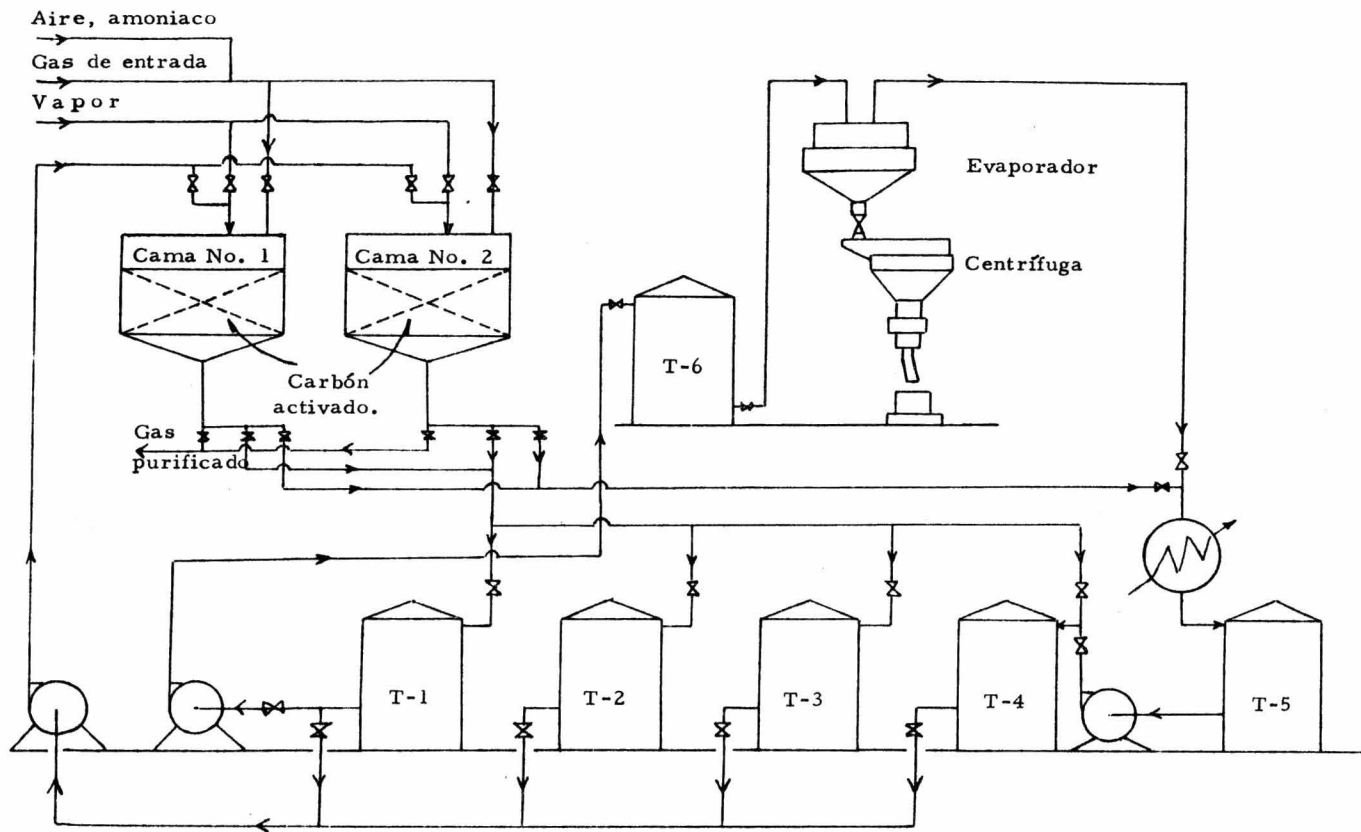 Aire, amoniaco
Gas de entrada
Vapor
Cama No. 1
Cama No. 2
Evaporador
Centrífuga
T-6
Carbón
activado.
Gas
purificado
T-1
T-2
T-3
T-4
T-5